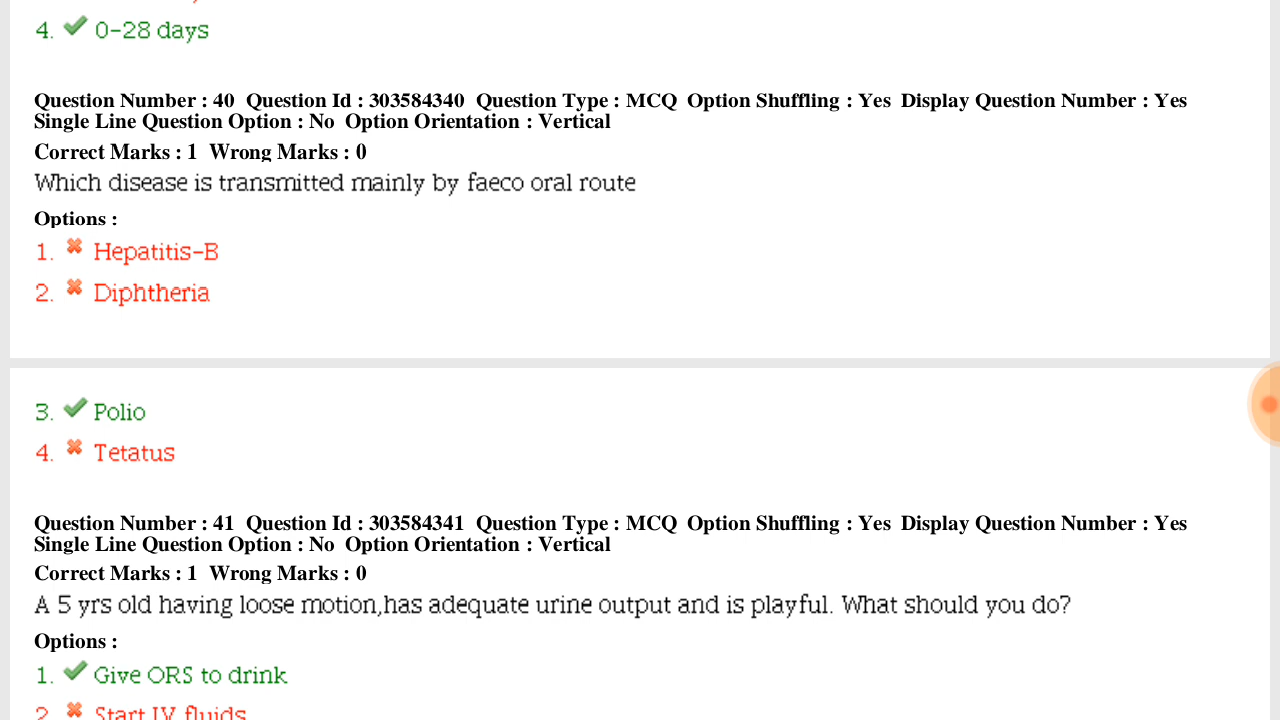 4. 0-28 days
Question Number : 40 Question Id : 303584340 Question Type : MCQ Option Shuffling : Yes Display Question Number : Yes
Single Line Question Option : No Option Orientation : Vertical
Correct Marks : 1 Wrong Marks : 0
Which disease is transmitted mainly by faeco oral route
Options :
1. Hepatitis-B
2. Diphtheria
3. Polio
4. Tetatus
Question Number : 41 Question Id : 303584341 Question Type : MCQ Option Shuffling : Yes Display Question Number : Yes
Single Line Question Option : No Option Orientation : Vertical
Correct Marks : 1 Wrong Marks : 0
A 5 yrs old having loose motion,has adequate urine output and is playful. What should you do?
Options :
1. Give ORS to drink
2. Start IV fluids